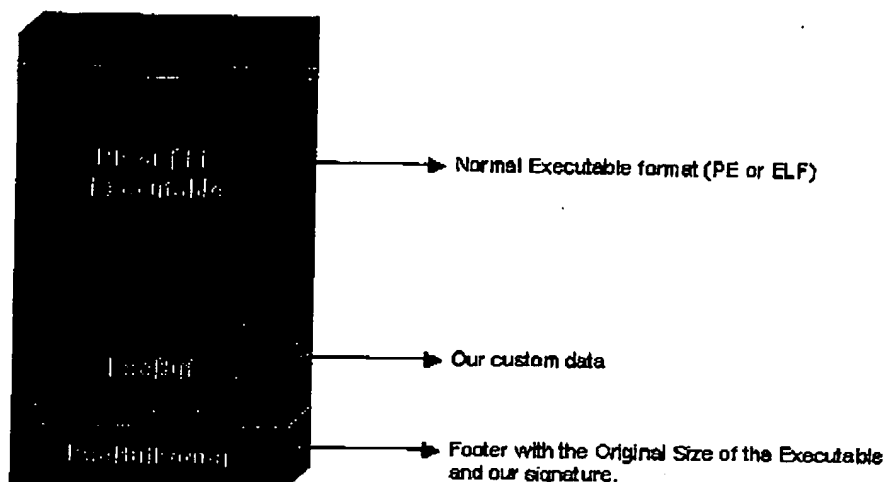 Executable
Normal Executable format (PE or ELF)
Our custom data
Footer with the Original Size of the Executable
and our signature.